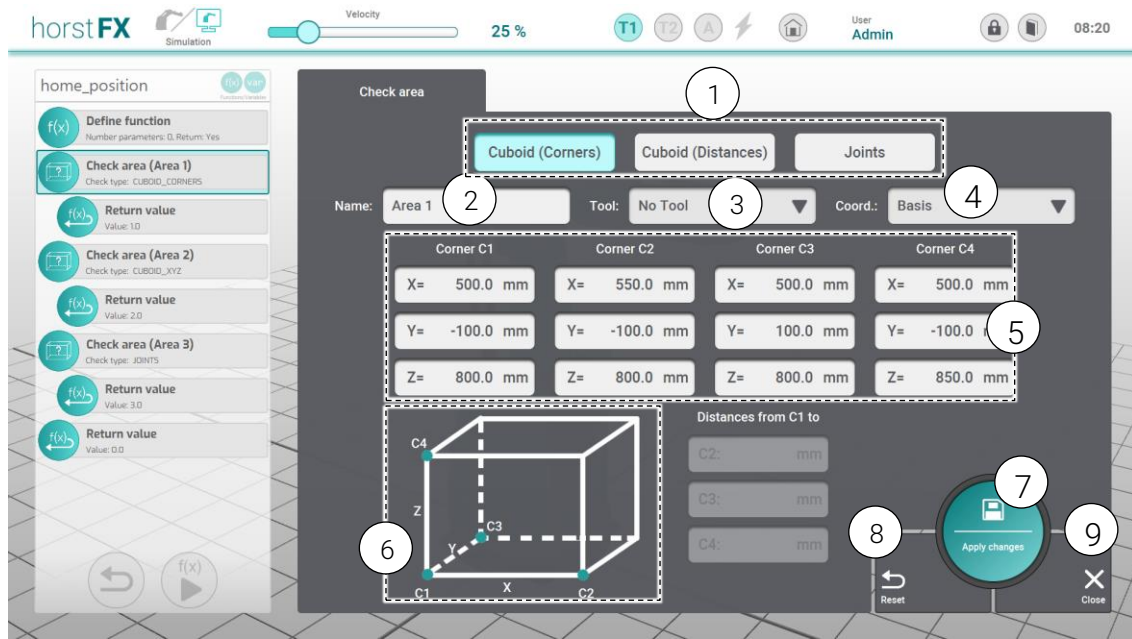 horstFX
Simulation
Velocity
25 %
T1
T2
A
User
Admin
08:20
home_position
f(x)
var
Functions Variables
f(x)
Define function
Number parameters: 0, Return: Yes
?
Check area (Area 1)
Check type: CUBOID_CORNERS
f(x)
Return value
Value: 1.0
?
Check area (Area 2)
Check type: CUBOID_XYZ
f(x)
Return value
Value: 2.0
?
Check area (Area 3)
Check type: JOINTS
f(x)
Return value
Value: 3.0
f(x)
Return value
Value: 0.0
f(x)
Check area
1
Cuboid (Corners)
Cuboid (Distances)
Joints
Name:
Area 1
2
Tool:
No Tool
3
Coord.:
Basis
4
Corner C1
Corner C2
Corner C3
Corner C4
X= 500.0 mm
X= 550.0 mm
X= 500.0 mm
X= 500.0 mm
Y= -100.0 mm
Y= -100.0 mm
Y= 100.0 mm
Y= -100.0
5
Z= 800.0 mm
Z= 800.0 mm
Z= 800.0 mm
Z= 850.0 mm
C4
Z
C3
Y
6
C1
X
C2
Distances from C1 to
C2: mm
C3: mm
C4: mm
7
Apply changes
8
Reset
9
Close